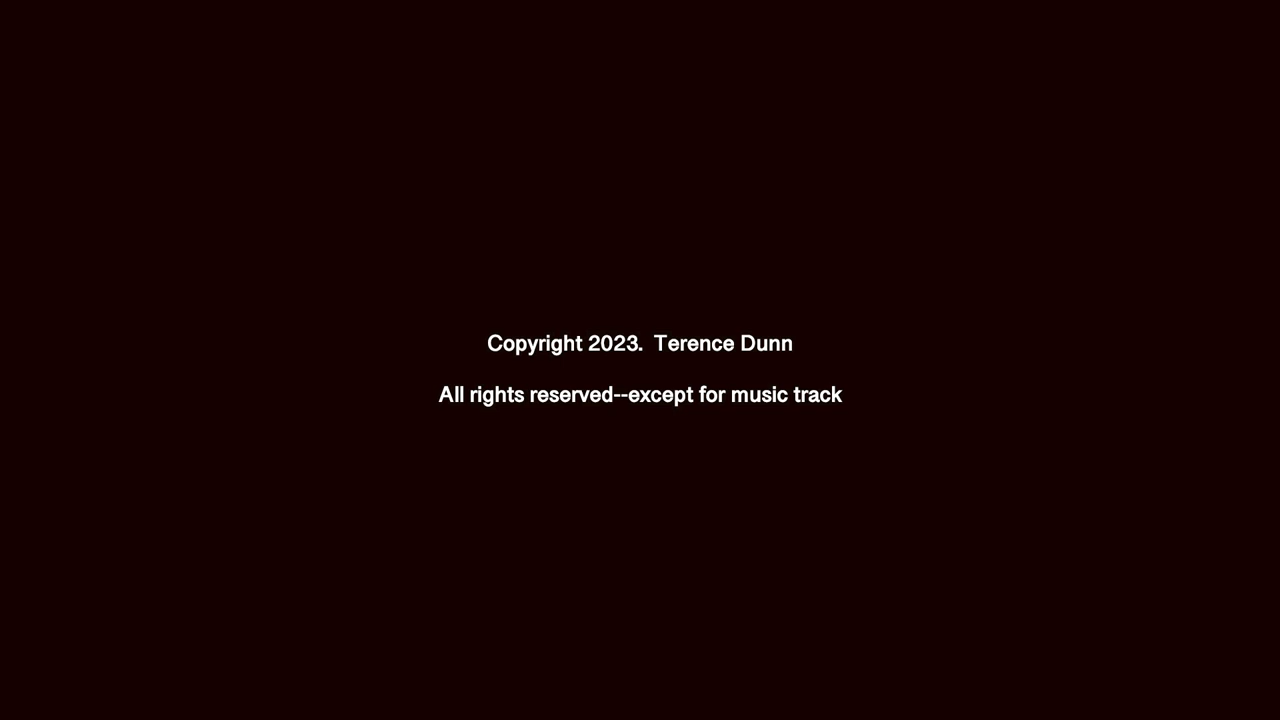 Copyright 2023.  Terence Dunn
All rights reserved--except for music track